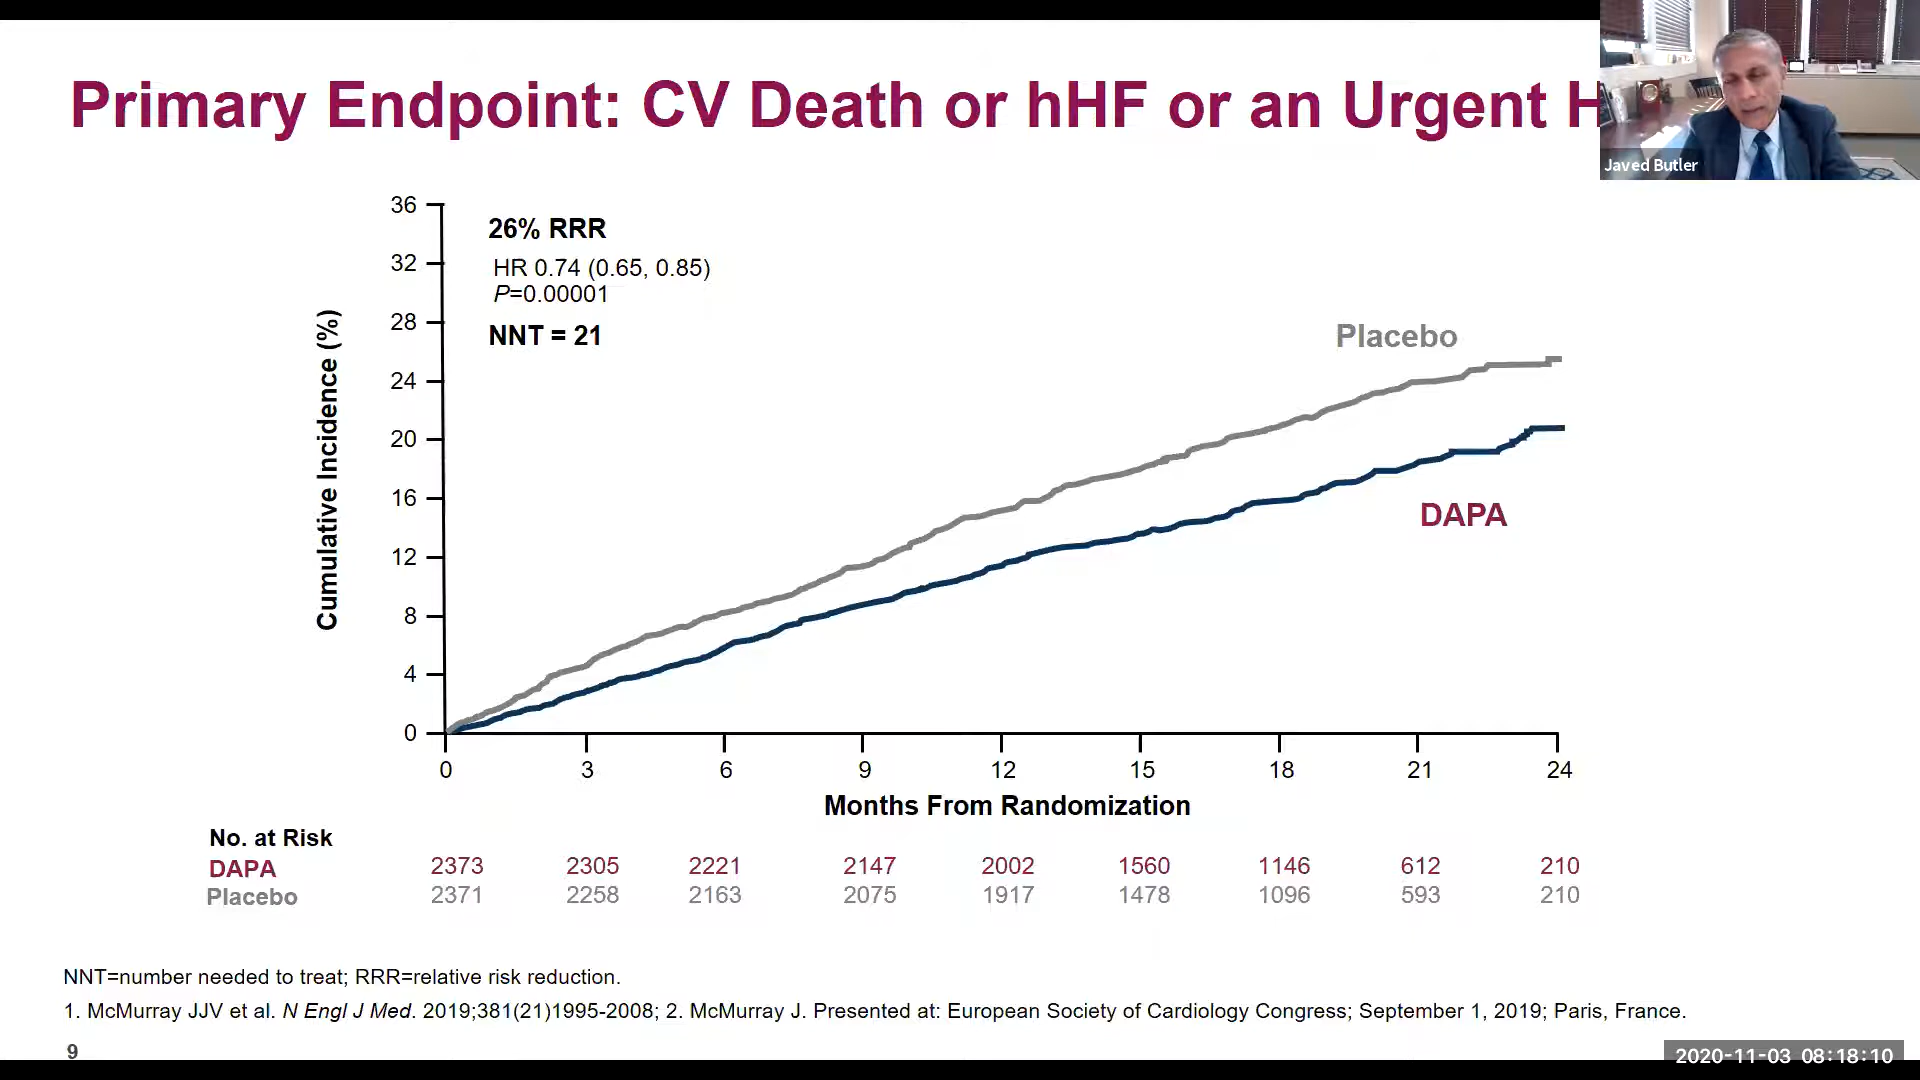 Primary Endpoint: CV Death or hHF or an Urgent
Javed Butler
36
26% RRR
32
HR 0.74 (0.65, 0.85)
P=0.00001
28
NNT = 21
Placebo
24
20
16
DAPA
12
8
4
0
Cumulative Incidence (%)
0 3 6 9 12 15 18 21 24
Months From Randomization
No. at Risk
DAPA 2373 2305 2221 2147 2002 1560 1146 612 210
Placebo 2371 2258 2163 2075 1917 1478 1096 593 210
NNT=number needed to treat; RRR=relative risk reduction.
1. McMurray JJV et al. N Engl J Med. 2019;381(21)1995-2008; 2. McMurray J. Presented at: European Society of Cardiology Congress; September 1, 2019; Paris, France.
9
2020-11-03 08:18:10